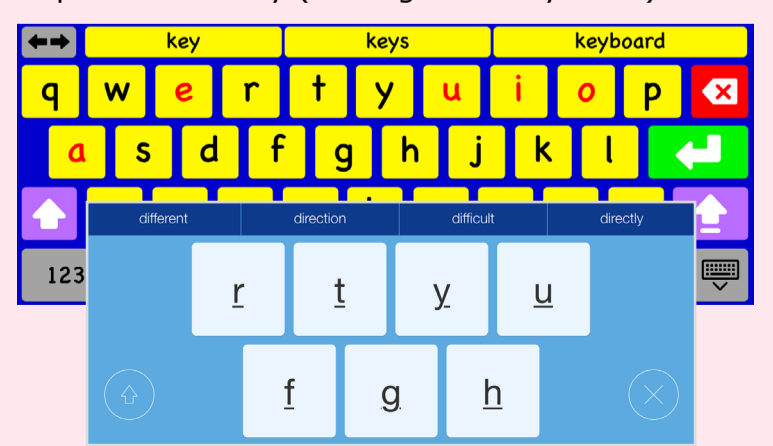 key keys keyboard
q w e r t y u i o p
a s d f g h j k l
different direction difficult directly
123
r t y u
f g h